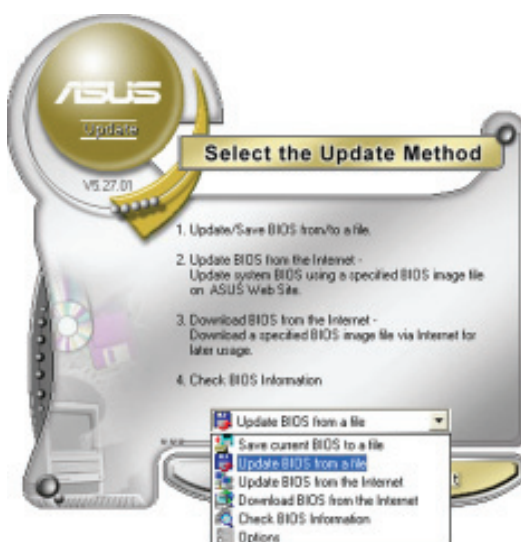 ASUS
Update
V5.27.01
Select the Update Method
1. Update/Save BIOS from/to a file.
2. Update BIOS from the Internet -
Update system BIOS using a specified BIOS image file
on ASUS Web Site.
3. Download BIOS from the Internet -
Download a specified BIOS image file via Internet for
later usage.
4. Check BIOS Information
Update BIOS from a file
Save current BIOS to a file
Update BIOS from a file
Update BIOS from the Internet
Download BIOS from the Internet
Check BIOS Information
Options